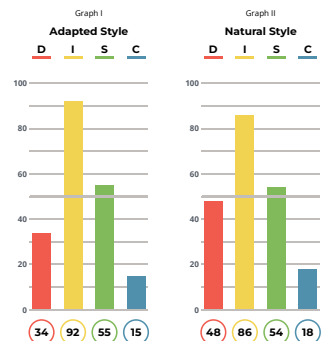 Graph I
Adapted Style
D I S C
100
80
60
40
20
0
34 92 55 15
Graph II
Natural Style
D I S C
100
80
60
40
20
0
48 86 54 18